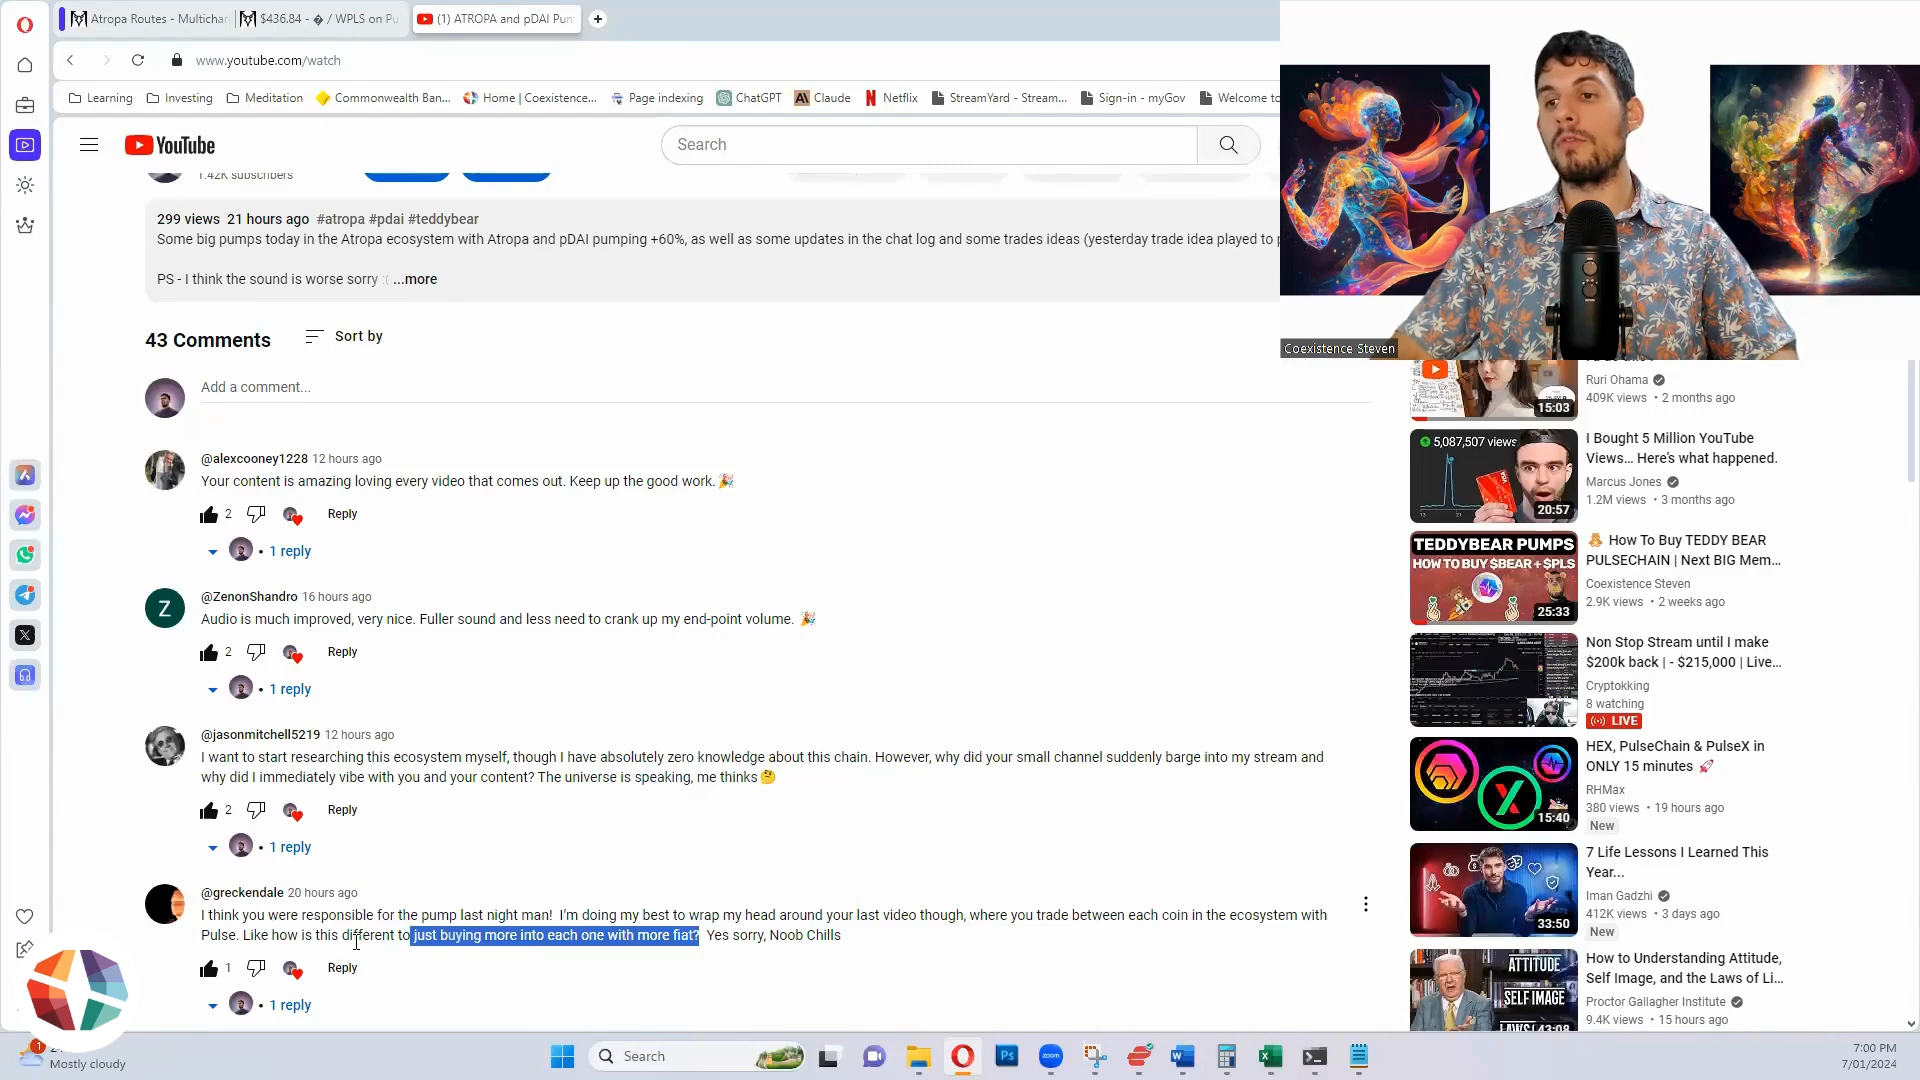 Atropa Routes - Multichar
$436.84 - � / WPLS on Pu
(1) ATROPA and pDAI Pum
www.youtube.com/watch
Learning
Investing
Meditation
Commonwealth Ban...
Home | Coexistence...
Page indexing
ChatGPT
Claude
Netflix
StreamYard - Stream...
Sign-in - myGov
Welcome to
YouTube
Search
1.42K subscribers
299 views 21 hours ago #atropa #pdai #teddybear
Some big pumps today in the Atropa ecosystem with Atropa and pDAI pumping +60%, as well as some updates in the chat log and some trades ideas (yesterday trade idea played to p
PS - I think the sound is worse sorry :( ...more
Coexistence Steven
43 Comments
Sort by
Add a comment...
@alexcooney1228 12 hours ago
Your content is amazing loving every video that comes out. Keep up the good work. 🎉
2
Reply
• 1 reply
Z
@ZenonShandro 16 hours ago
Audio is much improved, very nice. Fuller sound and less need to crank up my end-point volume. 🎉
2
Reply
• 1 reply
@jasonmitchell5219 12 hours ago
I want to start researching this ecosystem myself, though I have absolutely zero knowledge about this chain. However, why did your small channel suddenly barge into my stream and
why did I immediately vibe with you and your content? The universe is speaking, me thinks🤔
2
Reply
• 1 reply
@greckendale 20 hours ago
I think you were responsible for the pump last night man! I'm doing my best to wrap my head around your last video though, where you trade between each coin in the ecosystem with
Pulse. Like how is this different to just buying more into each one with more fiat? Yes sorry, Noob Chills
1
Reply
• 1 reply
Ruri Ohama
409K views • 2 months ago
15:03
5,087,507 views
20:57
I Bought 5 Million YouTube
Views... Here's what happened.
Marcus Jones
1.2M views • 3 months ago
TEDDYBEAR PUMPS
HOW TO BUY $BEAR + $PLS
25:33
🧸 How To Buy TEDDY BEAR
PULSECHAIN | Next BIG Mem...
Coexistence Steven
2.9K views • 2 weeks ago
Non Stop Stream until I make
$200k back | - $215,000 | Live...
Cryptokking
8 watching
LIVE
15:40
HEX, PulseChain & PulseX in
ONLY 15 minutes 🚀
RHMax
380 views • 19 hours ago
New
33:50
7 Life Lessons I Learned This
Year...
Iman Gadzhi
412K views • 3 days ago
New
ATTITUDE
SELF IMAGE
LAWS
43:08
How to Understanding Attitude,
Self Image, and the Laws of Li...
Proctor Gallagher Institute
9.4K views • 15 hours ago
1
Mostly cloudy
Search
Ps
zoom
7:00 PM
7/01/2024